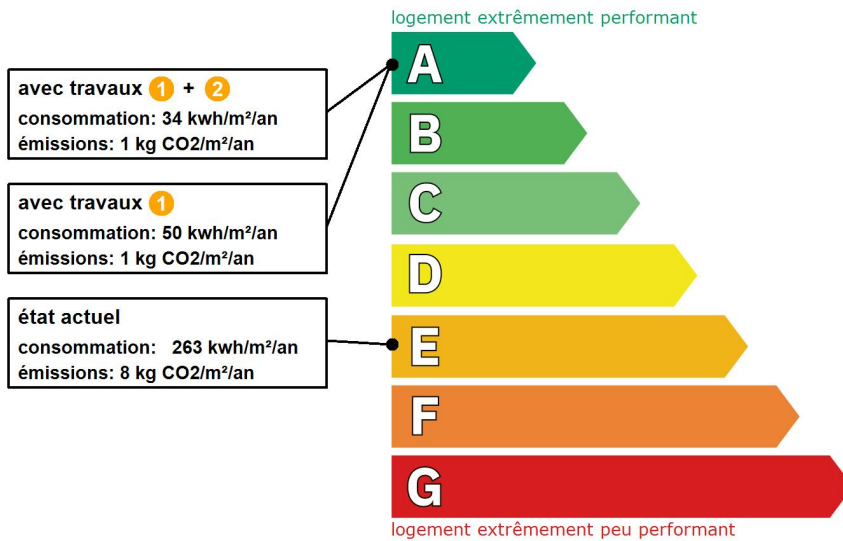 logement extrêmement performant
A
avec travaux 1 + 2
consommation: 34 kwh/m²/an
émissions: 1 kg CO2/m²/an
B
avec travaux 1
consommation: 50 kwh/m²/an
émissions: 1 kg CO2/m²/an
C
D
état actuel
consommation: 263 kwh/m²/an
émissions: 8 kg CO2/m²/an
E
F
G
logement extrêmement peu performant